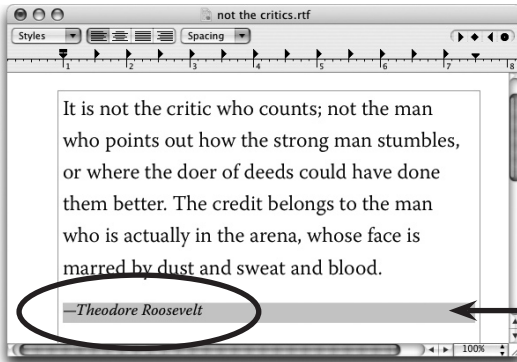 not the critics.rtf
Styles Spacing
1 2 3 4 5 6 7 8
It is not the critic who counts; not the man
who points out how the strong man stumbles,
or where the doer of deeds could have done
them better. The credit belongs to the man
who is actually in the arena, whose face is
marred by dust and sweat and blood.
—Theodore Roosevelt
100%